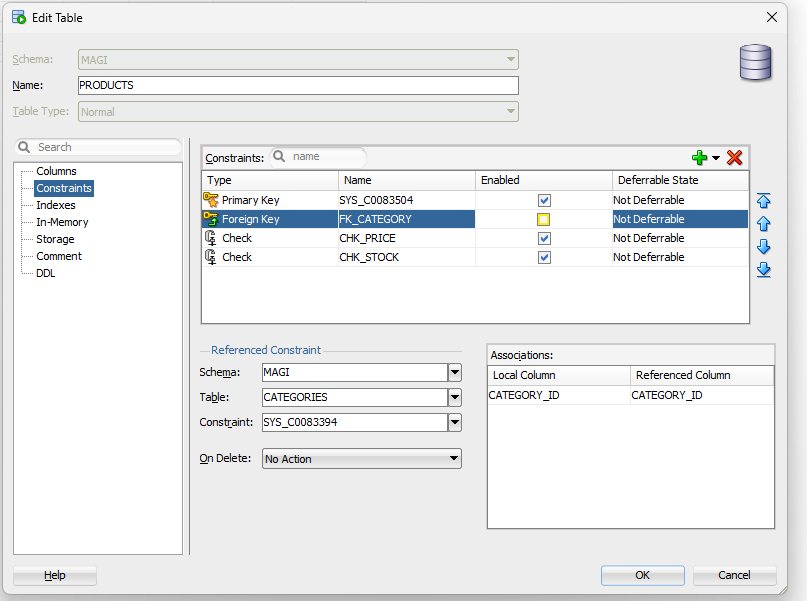 Edit Table
Schema: MAGI
Name: PRODUCTS
Table Type: Normal
Search
Columns
Constraints
Indexes
In-Memory
Storage
Comment
DDL
Constraints: name
Type Name Enabled Deferrable State
Primary Key SYS_C0083504 Not Deferrable
Foreign Key FK_CATEGORY Not Deferrable
Check CHK_PRICE Not Deferrable
Check CHK_STOCK Not Deferrable
Referenced Constraint
Schema: MAGI
Table: CATEGORIES
Constraint: SYS_C0083394
On Delete: No Action
Associations:
Local Column Referenced Column
CATEGORY_ID CATEGORY_ID
Help OK Cancel